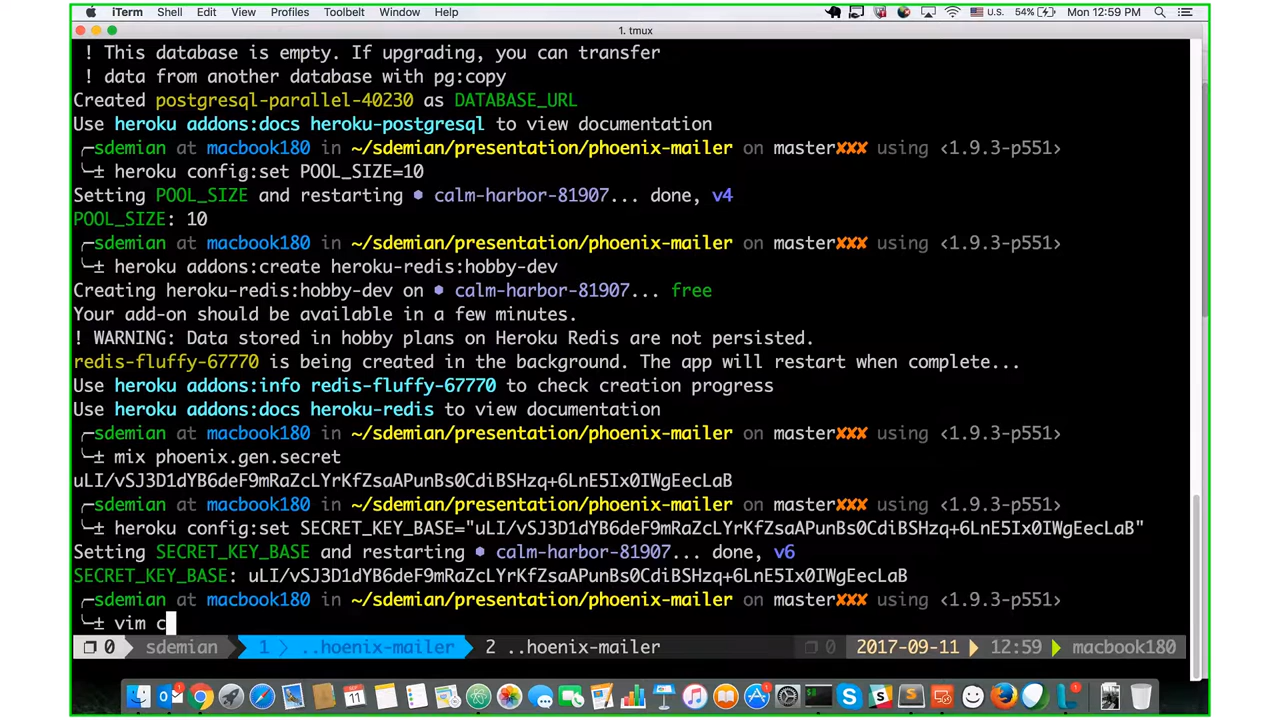 iTerm Shell Edit View Profiles Toolbelt Window Help U.S. 54% Mon 12:59 PM
1. tmux
! This database is empty. If upgrading, you can transfer
! data from another database with pg:copy
Created postgresql-parallel-40230 as DATABASE_URL
Use heroku addons:docs heroku-postgresql to view documentation
╭─sdemian at macbook180 in ~/sdemian/presentation/phoenix-mailer on master✘✘✘ using ‹1.9.3-p551›
╰─± heroku config:set POOL_SIZE=10
Setting POOL_SIZE and restarting ⬢ calm-harbor-81907... done, v4
POOL_SIZE: 10
╭─sdemian at macbook180 in ~/sdemian/presentation/phoenix-mailer on master✘✘✘ using ‹1.9.3-p551›
╰─± heroku addons:create heroku-redis:hobby-dev
Creating heroku-redis:hobby-dev on ⬢ calm-harbor-81907... free
Your add-on should be available in a few minutes.
! WARNING: Data stored in hobby plans on Heroku Redis are not persisted.
redis-fluffy-67770 is being created in the background. The app will restart when complete...
Use heroku addons:info redis-fluffy-67770 to check creation progress
Use heroku addons:docs heroku-redis to view documentation
╭─sdemian at macbook180 in ~/sdemian/presentation/phoenix-mailer on master✘✘✘ using ‹1.9.3-p551›
╰─± mix phoenix.gen.secret
uLI/vSJ3D1dYB6deF9mRaZcLYrKfZsaAPunBs0CdiBSHzq+6LnE5Ix0IWgEecLaB
╭─sdemian at macbook180 in ~/sdemian/presentation/phoenix-mailer on master✘✘✘ using ‹1.9.3-p551›
╰─± heroku config:set SECRET_KEY_BASE="uLI/vSJ3D1dYB6deF9mRaZcLYrKfZsaAPunBs0CdiBSHzq+6LnE5Ix0IWgEecLaB"
Setting SECRET_KEY_BASE and restarting ⬢ calm-harbor-81907... done, v6
SECRET_KEY_BASE: uLI/vSJ3D1dYB6deF9mRaZcLYrKfZsaAPunBs0CdiBSHzq+6LnE5Ix0IWgEecLaB
╭─sdemian at macbook180 in ~/sdemian/presentation/phoenix-mailer on master✘✘✘ using ‹1.9.3-p551›
╰─± vim c
0 sdemian 1 ..hoenix-mailer 2 ..hoenix-mailer 0 2017-09-11 12:59 macbook180